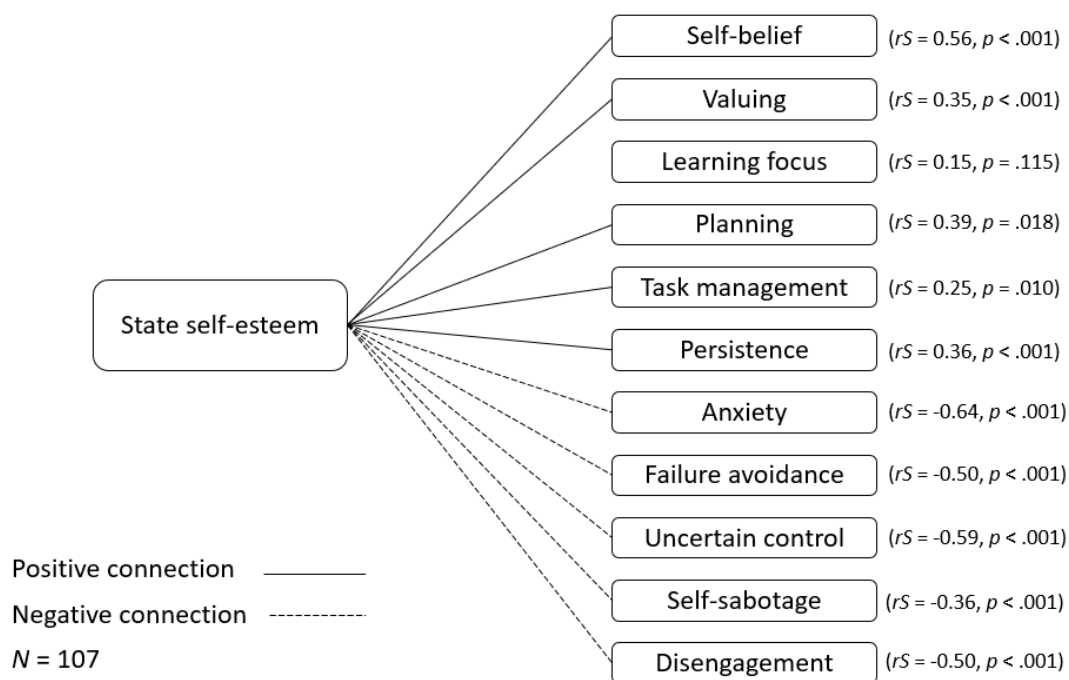 Self-belief (rS = 0.56, p < .001)
Valuing (rS = 0.35, p < .001)
Learning focus (rS = 0.15, p = .115)
Planning (rS = 0.39, p = .018)
Task management (rS = 0.25, p = .010)
State self-esteem
Persistence (rS = 0.36, p < .001)
Anxiety (rS = -0.64, p < .001)
Failure avoidance (rS = -0.50, p < .001)
Uncertain control (rS = -0.59, p < .001)
Self-sabotage (rS = -0.36, p < .001)
Disengagement (rS = -0.50, p < .001)
Positive connection
Negative connection
N = 107